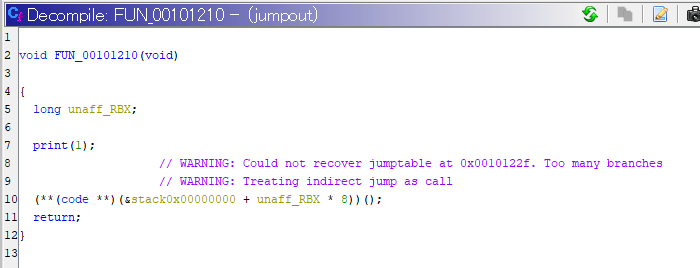 Decompile: FUN_00101210 - (jumpout)
1
2 void FUN_00101210(void)
3
4 {
5 long unaff_RBX;
6
7 print(1);
8 // WARNING: Could not recover jumptable at 0x0010122f. Too many branches
9 // WARNING: Treating indirect jump as call
10 (**(code **)(&stack0x00000000 + unaff_RBX * 8))();
11 return;
12 }
13